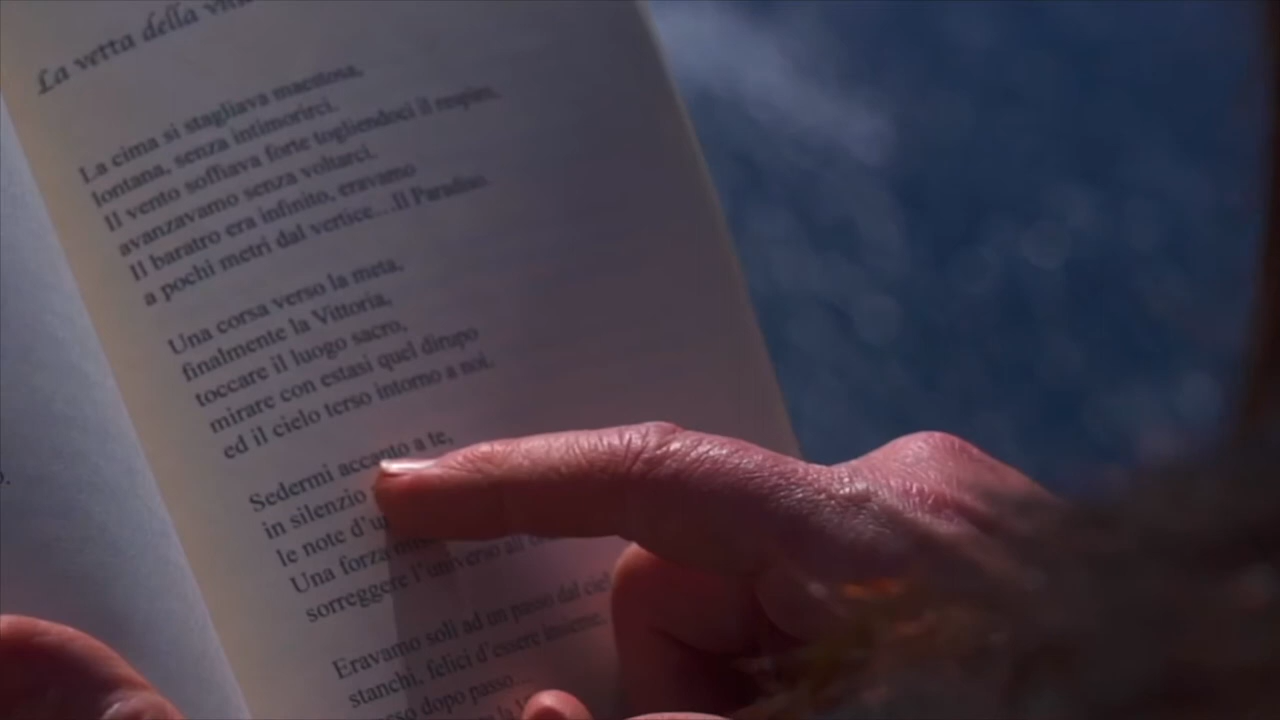 La vetta della
La cima si stagliava maestosa,
lontana, senza intimorirci.
Il vento soffiava forte togliendoci il respiro,
avanzavamo senza voltarci.
Il baratro era infinito, eravamo
a pochi metri dal vertice...Il Paradiso.
Una corsa verso la meta,
finalmente la Vittoria,
toccare il luogo sacro,
mirare con estasi quel dirupo
ed il cielo terso intorno a noi.
Sedermi accanto a te,
in silenzio
le note d'
Una forza
sorreggere l'universo
Eravamo soli ad un passo dal
stanchi, felici d'essere insieme.
dopo passo...